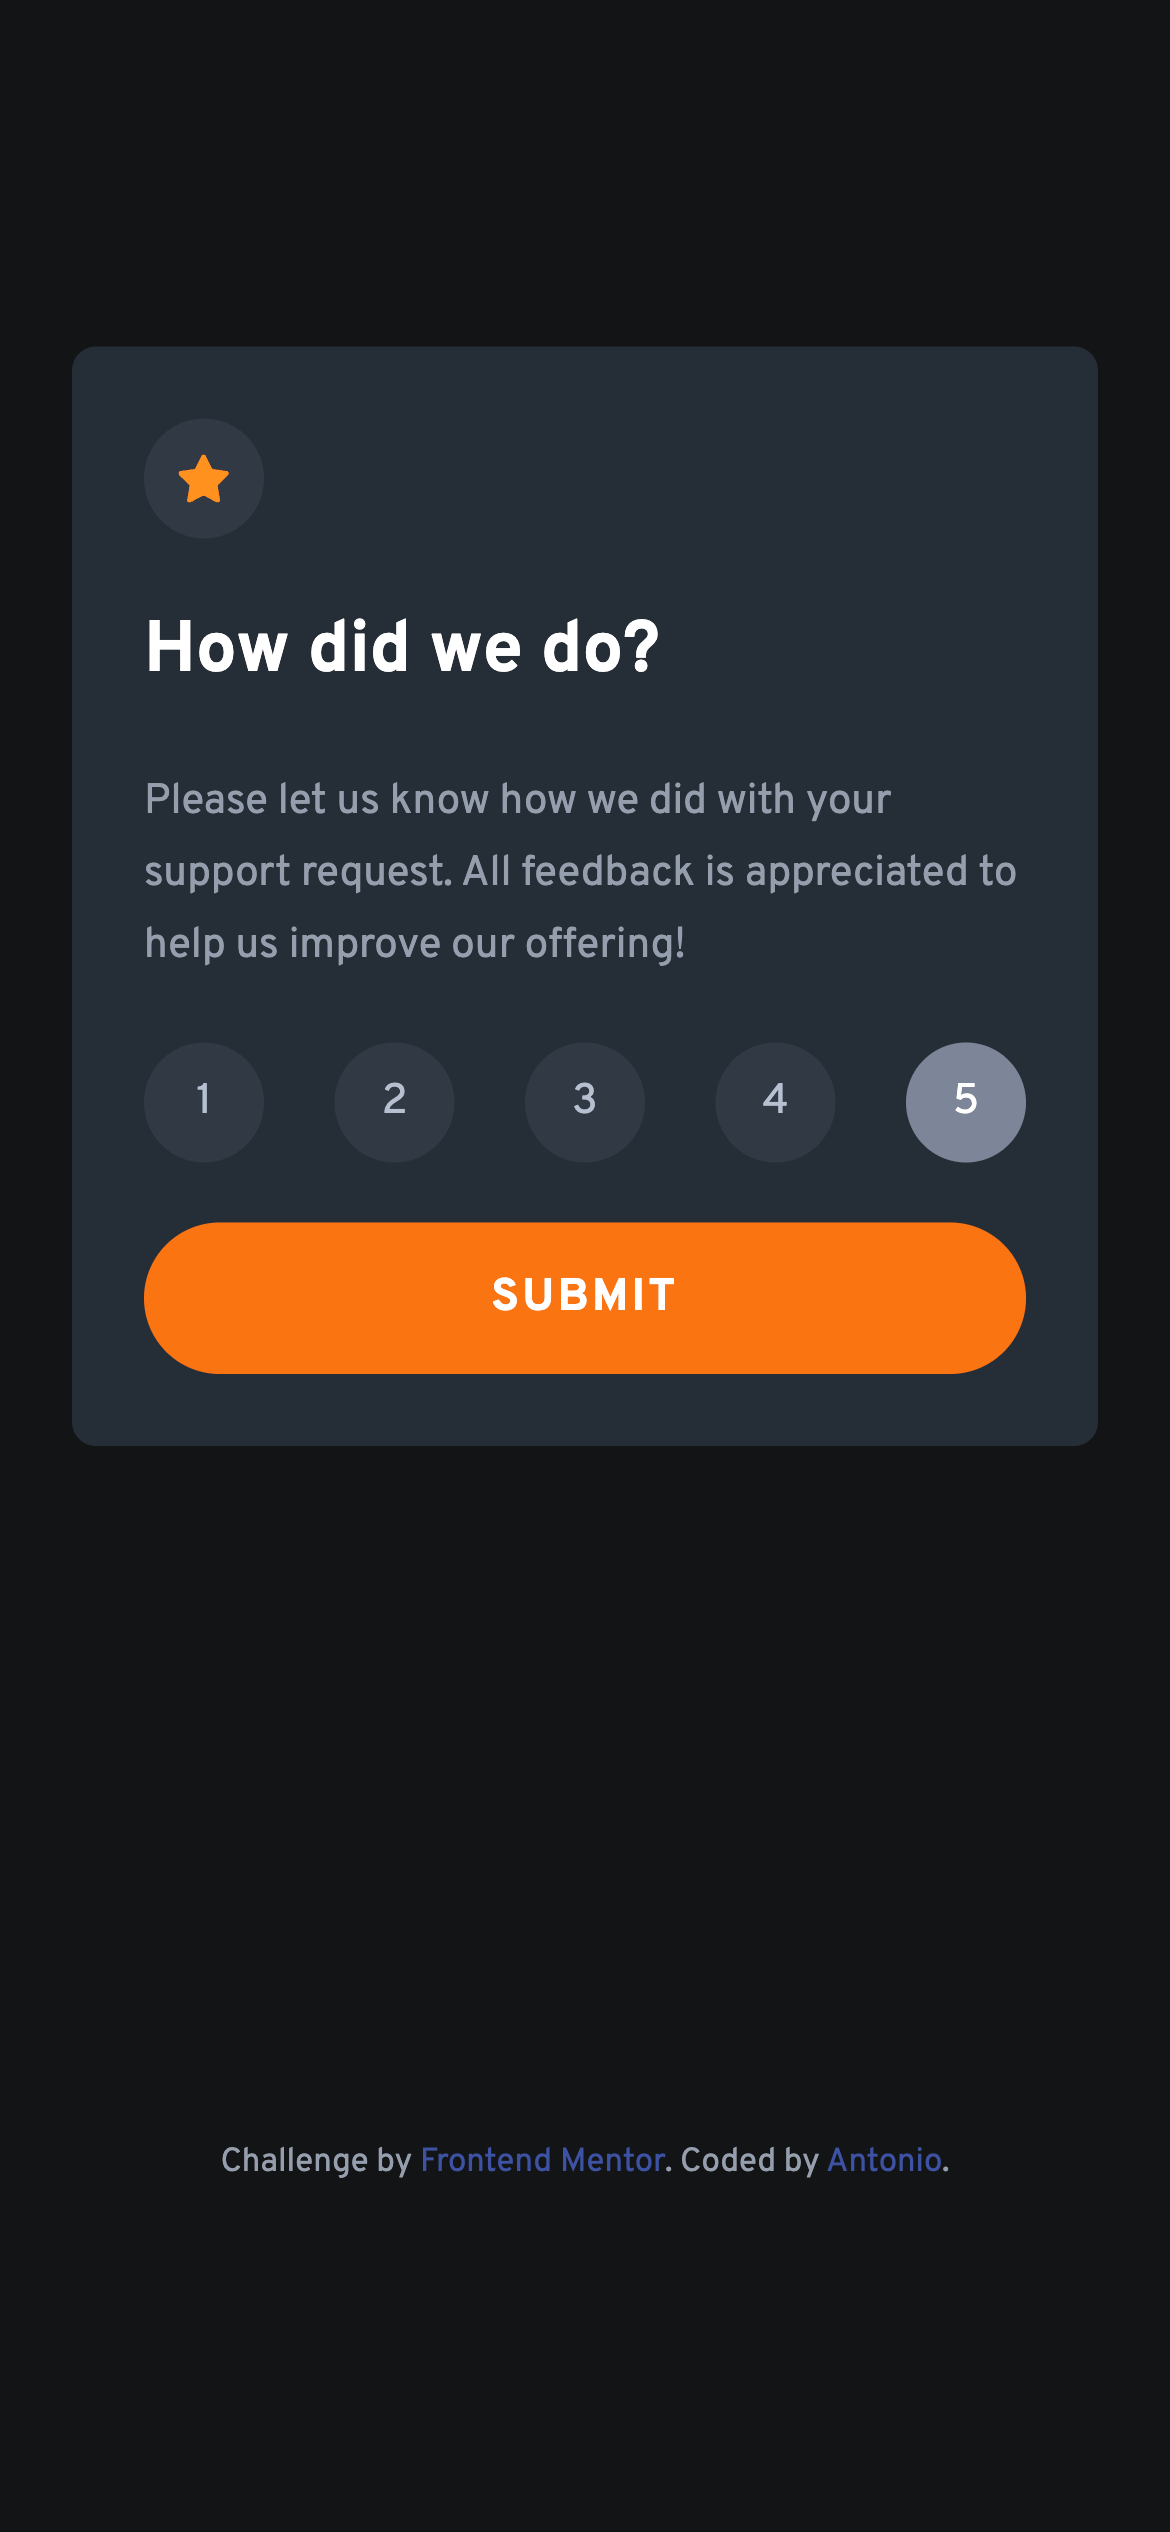 How did we do?
Please let us know how we did with your
support request. All feedback is appreciated to
help us improve our offering!
1 2 3 4 5
SUBMIT
Challenge by Frontend Mentor. Coded by Antonio.